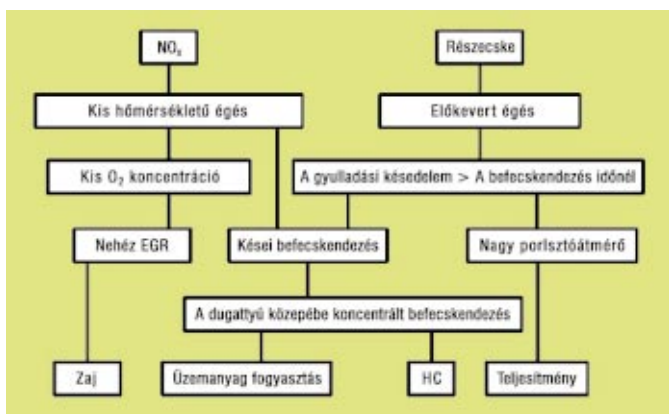 NOx
Részecske
Kis hőmérsékletű égés
Előkevert égés
Kis O2 koncentráció
A gyulladási késedelem > A befecskendezés időnél
Nehéz EGR
Kései befecskendezés
Nagy porlsztóátmérő
A dugattyú közepébe koncentrált befecskendezés
Zaj
Üzemanyag fogyasztás
HC
Teljesítmény